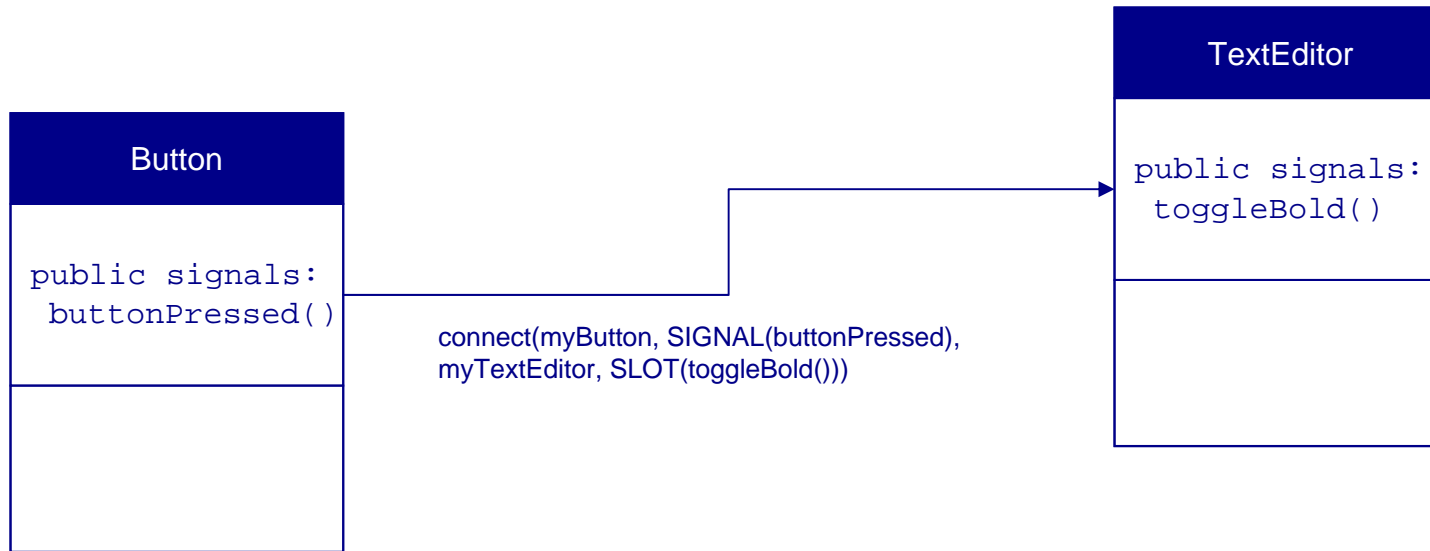 Button
public signals:
buttonPressed()
connect(myButton, SIGNAL(buttonPressed),
myTextEditor, SLOT(toggleBold()))
TextEditor
public signals:
toggleBold()